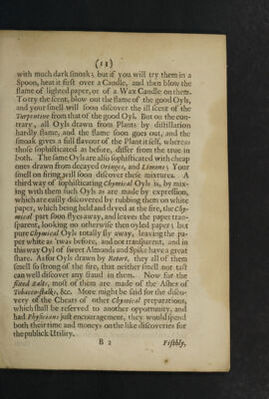 (11)
with much dark smoak; but if you will try them in a
Spoon, heat it first over a Candle, and then blow the
flame of lighted paper, or of a Wax Candle on them.
To try the scent, blow out the flame of the good Oyls,
and your smell will soon discover the ill scent of the
Turpentine from that of the good Oyl. But on the con-
trary, all Oyls drawn from Plants by distillation
hardly flame, and the flame soon goes out, and the
smoak gives a full flavour of the Plant it self, whereas
those sophisticated as before, differ from the true in
both. The same Oyls are also sophisticated with cheap
ones drawn from decayed Oringes, and Limons; Your
smell on firing, will soon discover these mixtures. A
third way of sophisticating Chymical Oyls is, by mix-
ing with them such Oyls as are made by expression,
which are easily discovered by rubbing them on white
paper, which being held and dryed at the fire, the Chy-
mical part soon flyes away, and leaves the paper tran-
sparent, looking no otherwise then oyled paper; but
pure Chymical Oyls totally fly away, leaving the pa-
per white as 'twas before, and not transparent, and in
this way Oyl of sweet Almonds and Spike have a great
share. As for Oyls drawn by Retort, they all of them
smell so strong of the fire, that neither smell nor tast
can well discover any fraud in them. Now for the
fixed Salts, most of them are made of the Ashes of
Tobacco-stalks, &c. More might be said for the disco-
very of the Cheats of other Chymical preparations,
which shall be reserved to another opportunity, and
had Physicians just encouragement, they would spend
both their time and moneys on the like discoveries for
the publick Utility.
B 2
Fifthly,